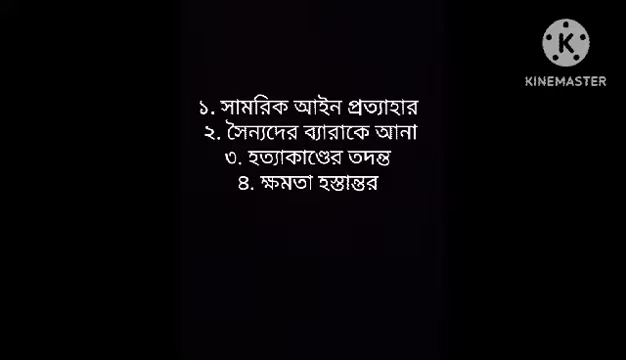 KINEMASTER
১. সামরিক আইন প্রত্যাহার
২. সৈন্যদের ব্যারাকে আনা
৩. হত্যাকাণ্ডের তদন্ত
৪. ক্ষমতা হস্তান্তর